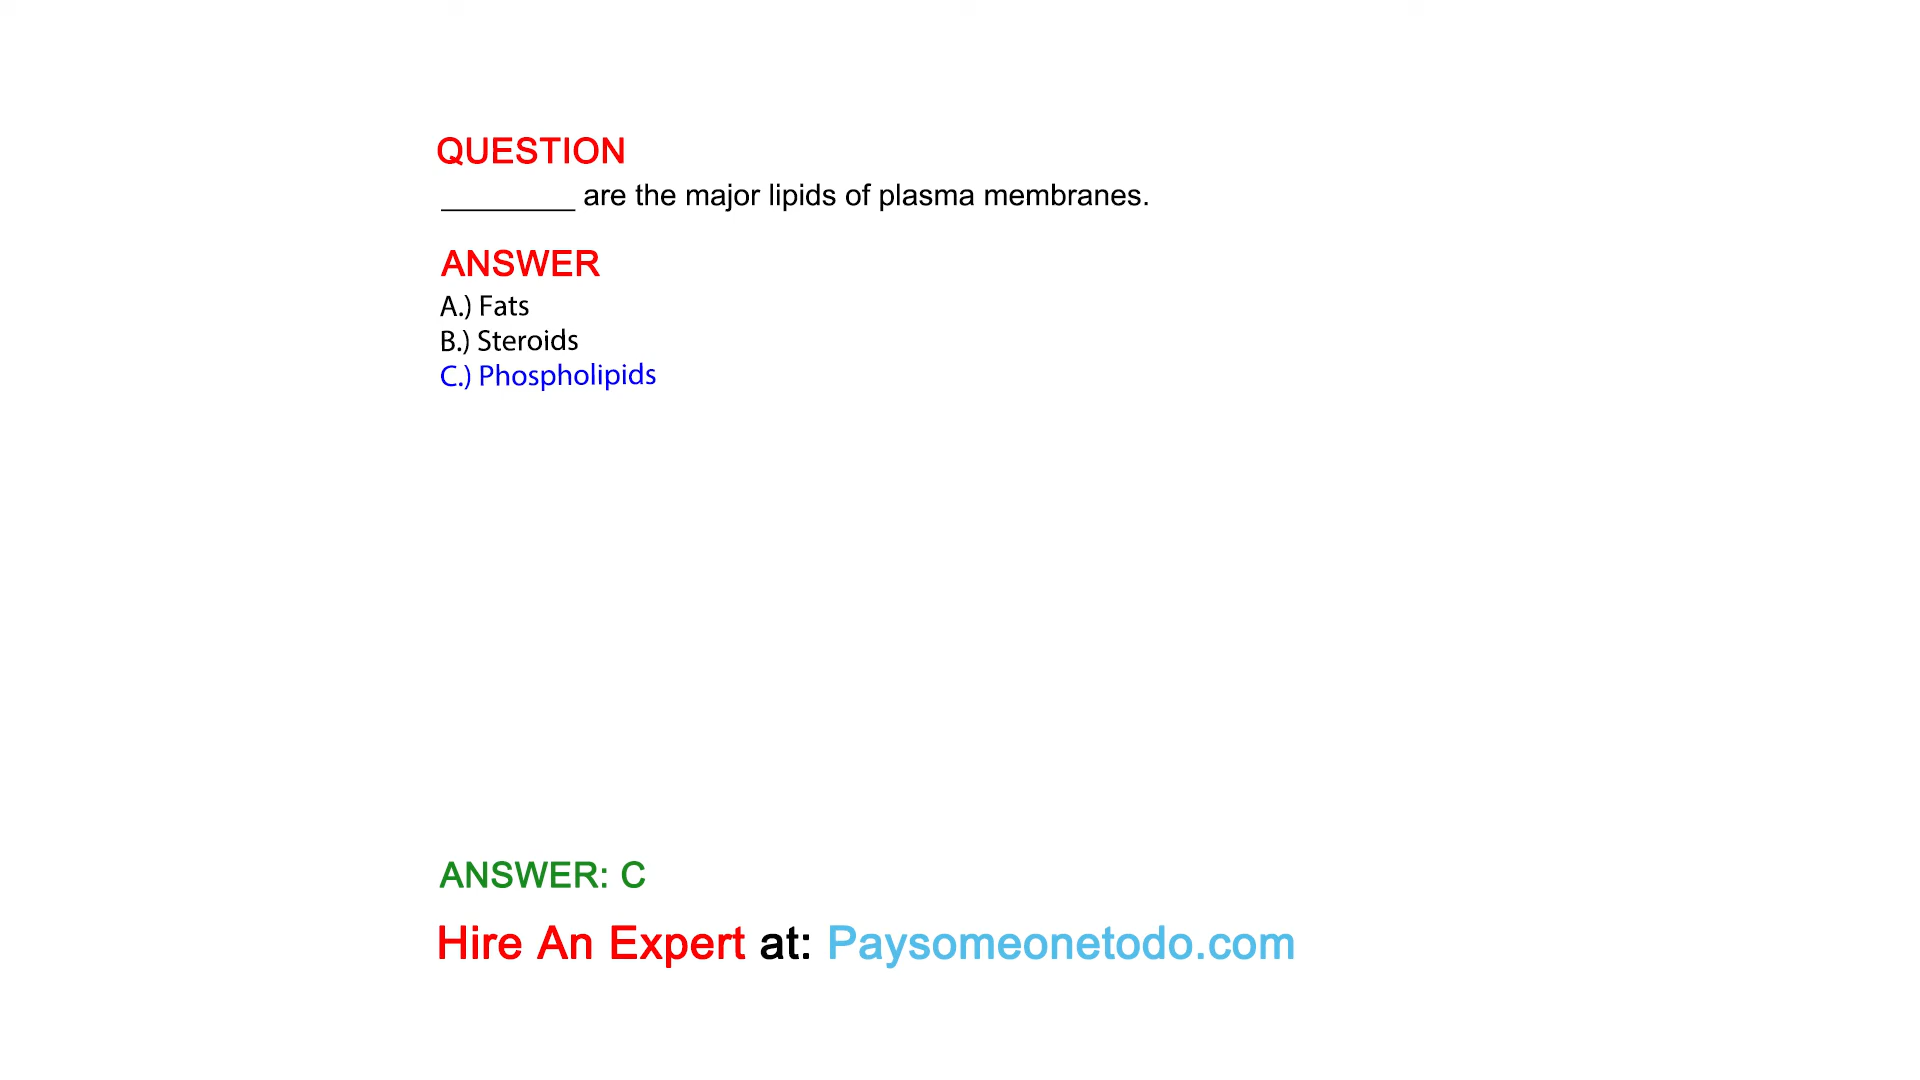 QUESTION
________ are the major lipids of plasma membranes.
ANSWER
A.) Fats
B.) Steroids
C.) Phospholipids
ANSWER: C
Hire An Expert at: Paysomeonetodo.com